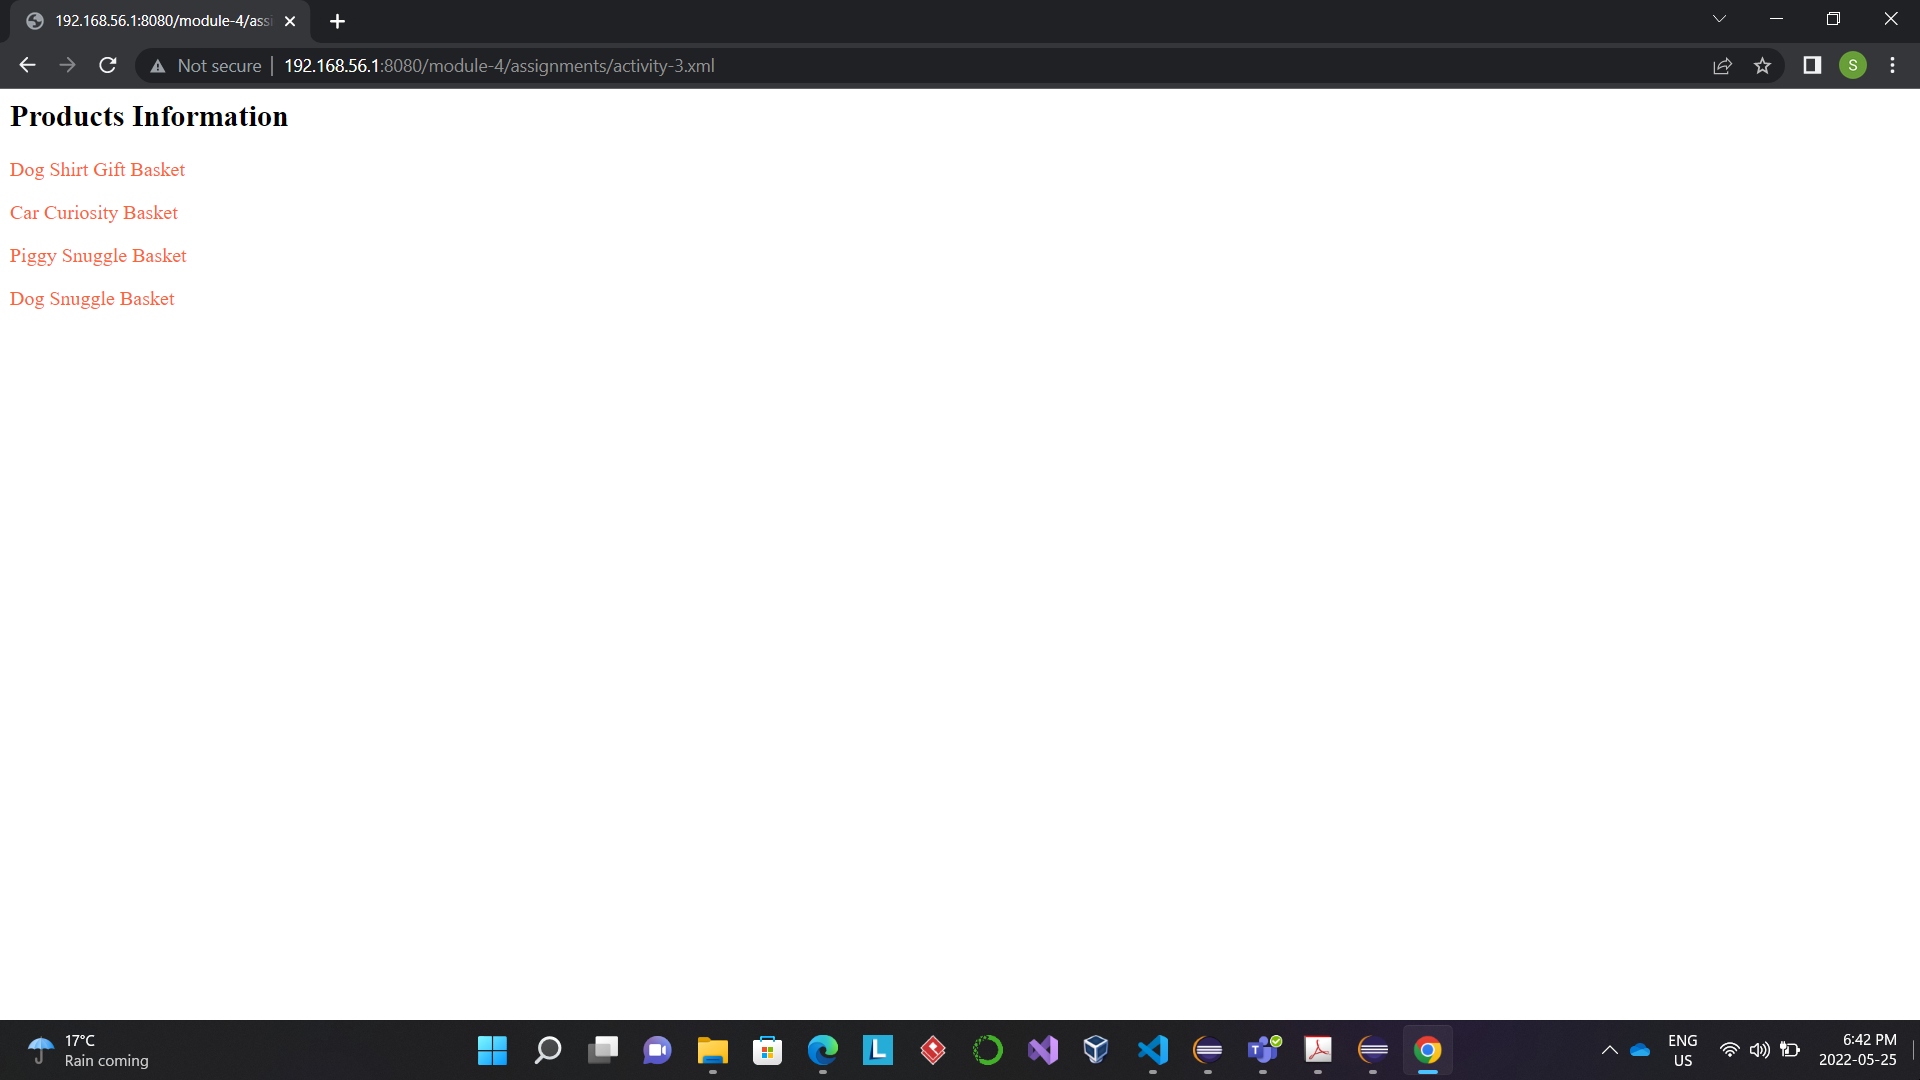 192.168.56.1:8080/module-4/assi
Not secure
192.168.56.1:8080/module-4/assignments/activity-3.xml
S
Products Information
Dog Shirt Gift Basket
Car Curiosity Basket
Piggy Snuggle Basket
Dog Snuggle Basket
17°C
Rain coming
L
T
ENG
US
6:42 PM
2022-05-25